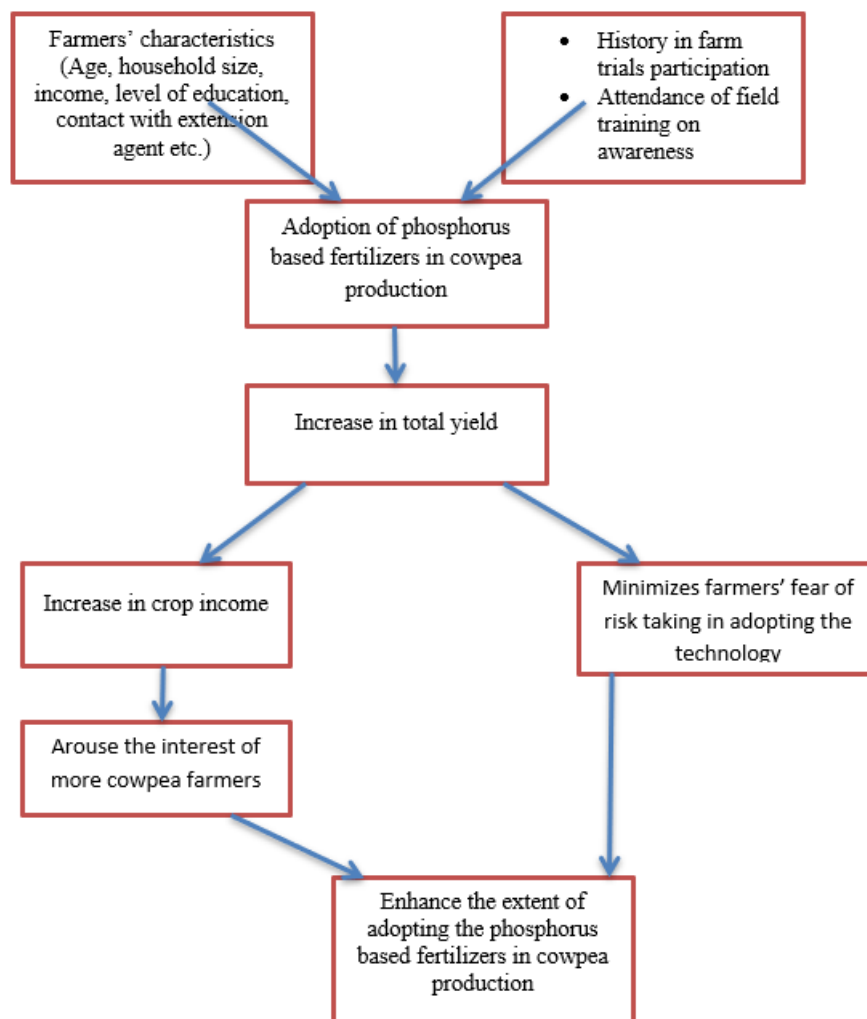 Farmers’ characteristics
(Age, household size,
income, level of education,
contact with extension
agent etc.)
• History in farm
trials participation
• Attendance of field
training on
awareness
Adoption of phosphorus
based fertilizers in cowpea
production
Increase in total yield
Increase in crop income
Minimizes farmers’ fear of
risk taking in adopting the
technology
Arouse the interest of
more cowpea farmers
Enhance the extent of
adopting the phosphorus
based fertilizers in cowpea
production